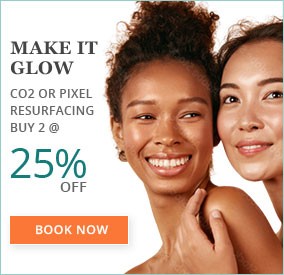 MAKE IT
GLOW
CO2 OR PIXEL
RESURFACING
BUY 2 @
25%
OFF
BOOK NOW